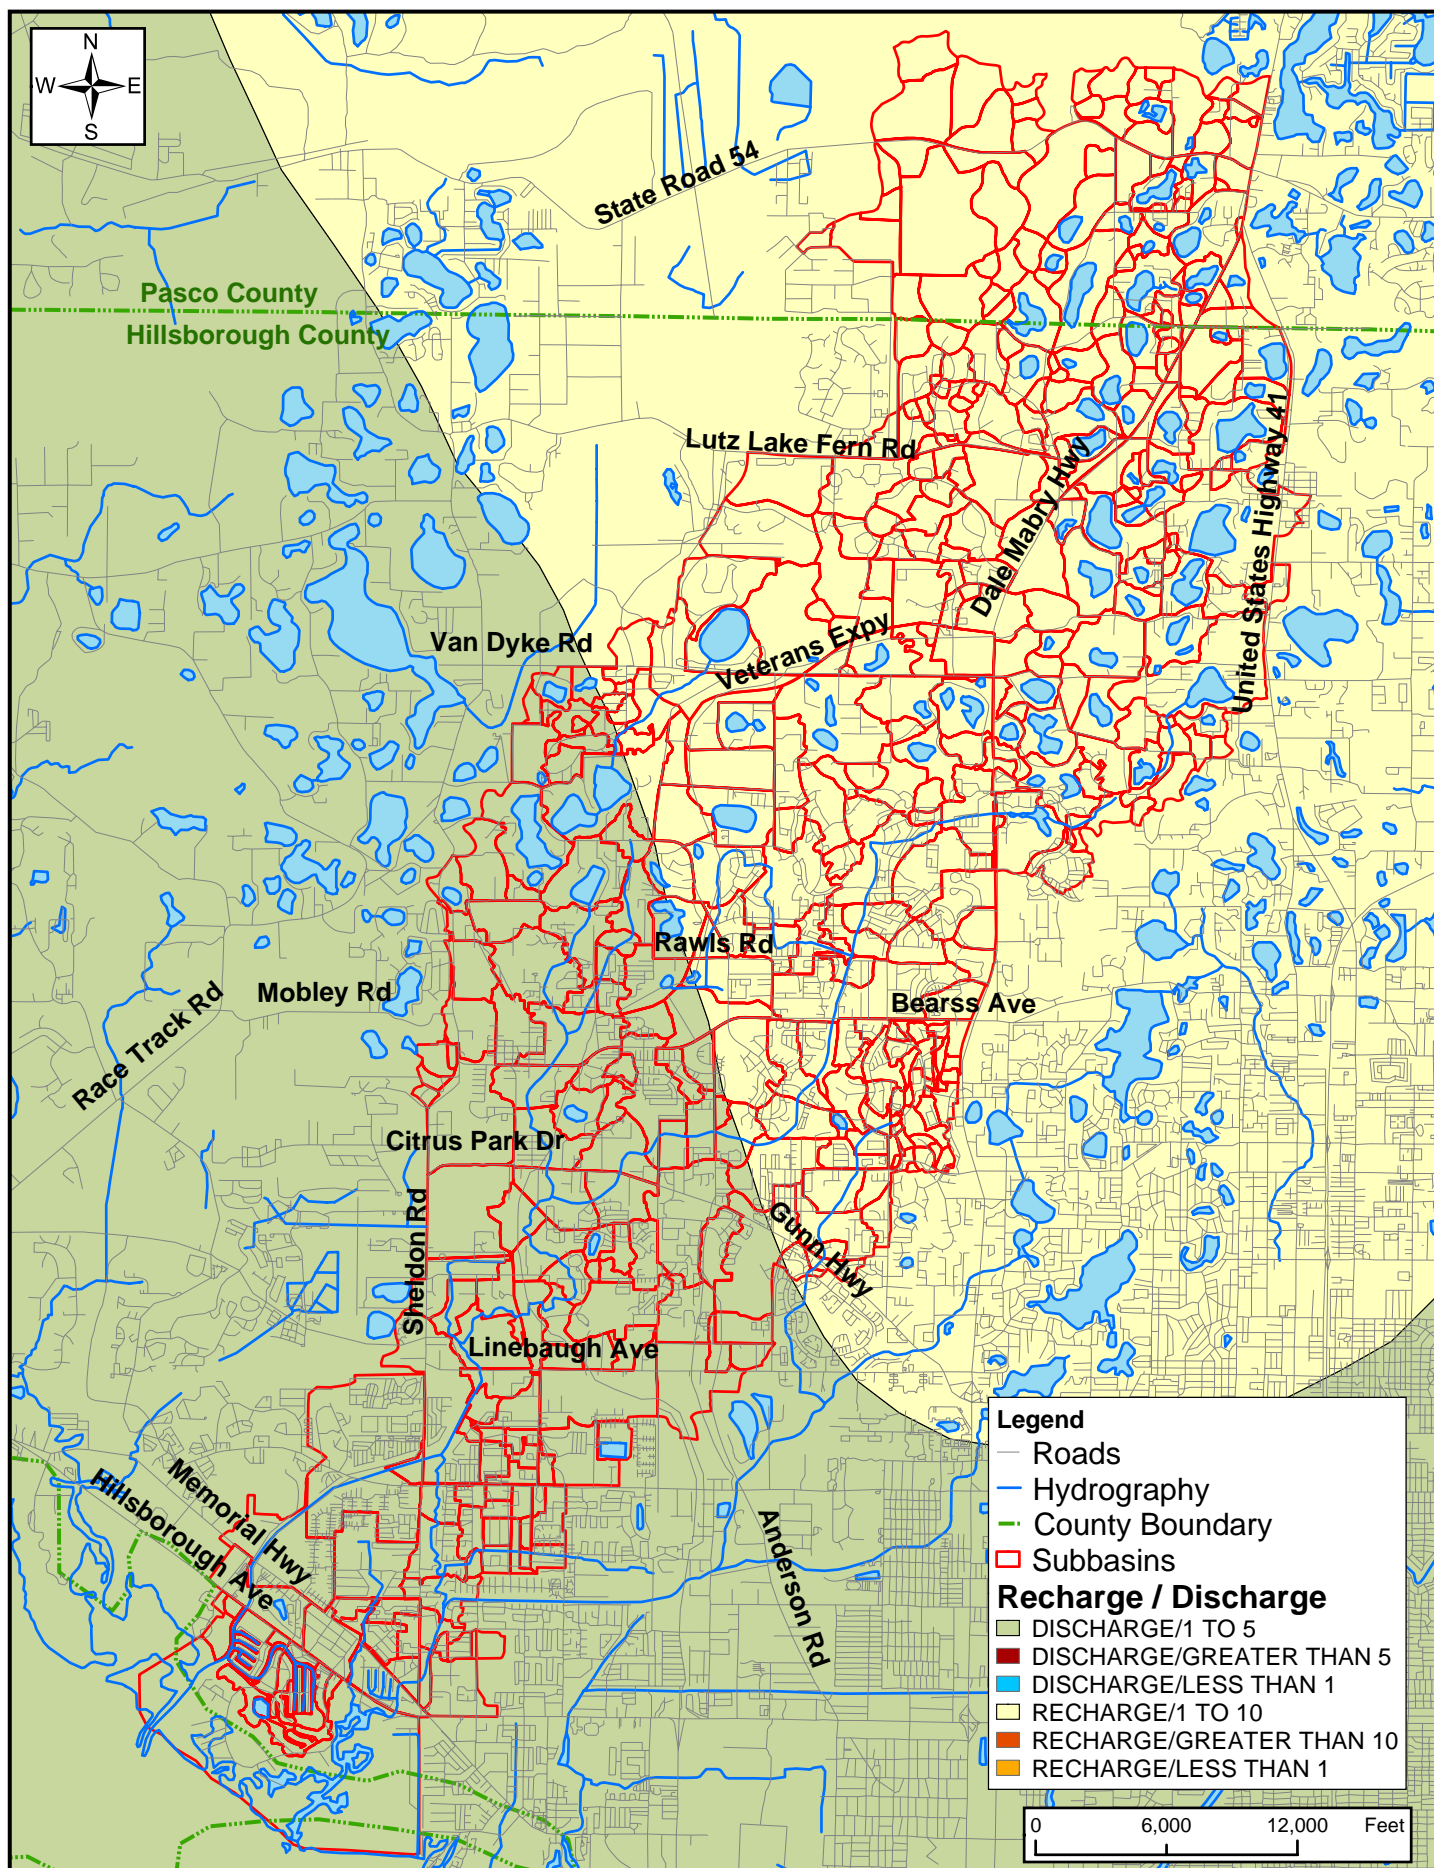 N
W E
S
State Road 54
Pasco County
Hillsborough County
Lutz Lake Fern Rd
Dale Mabry Hwy
United States Highway 41
Van Dyke Rd
Veterans Expy
Rawls Rd
Mobley Rd
Bearss Ave
Race Track Rd
Citrus Park Dr
Sheldon Rd
Gunn Hwy
Linebaugh Ave
Memorial Hwy
Hillsborough Ave
Anderson Rd
Legend
Roads
Hydrography
County Boundary
Subbasins
Recharge / Discharge
DISCHARGE/1 TO 5
DISCHARGE/GREATER THAN 5
DISCHARGE/LESS THAN 1
RECHARGE/1 TO 10
RECHARGE/GREATER THAN 10
RECHARGE/LESS THAN 1
0 6,000 12,000 Feet